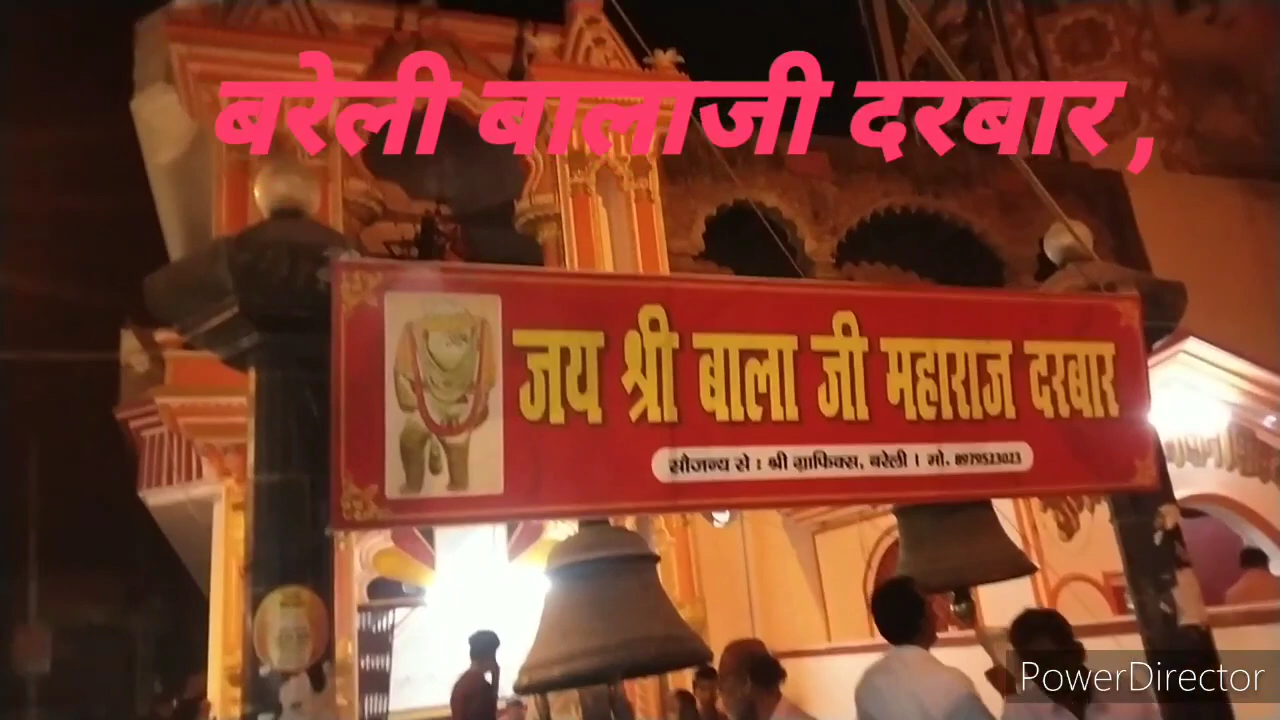 बरेली बालाजी दरबार ,
जय श्री बाला जी महाराज दरबार
सौजन्य से : श्री ग्राफिक्स, बरेली । मो. 8979523023
PowerDirector